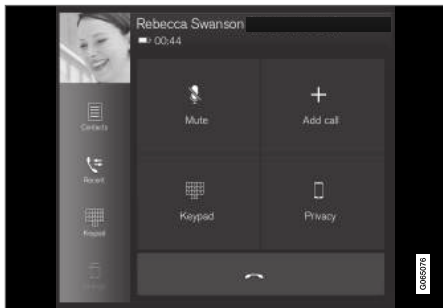 Rebecca Swanson
00:44
Mute
Add call
Contacts
Recent
Keypad
Keypad
Privacy
G065076